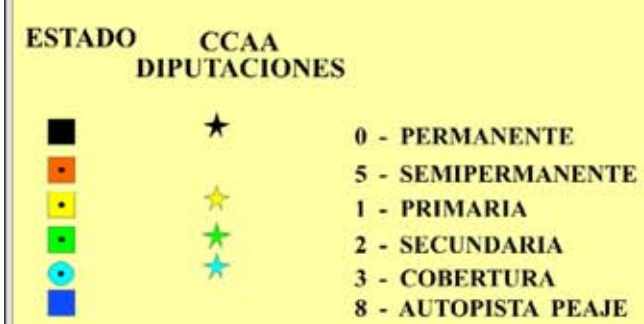 ESTADO CCAA
DIPUTACIONES
0 - PERMANENTE
5 - SEMIPERMANENTE
1 - PRIMARIA
2 - SECUNDARIA
3 - COBERTURA
8 - AUTOPISTA PEAJE